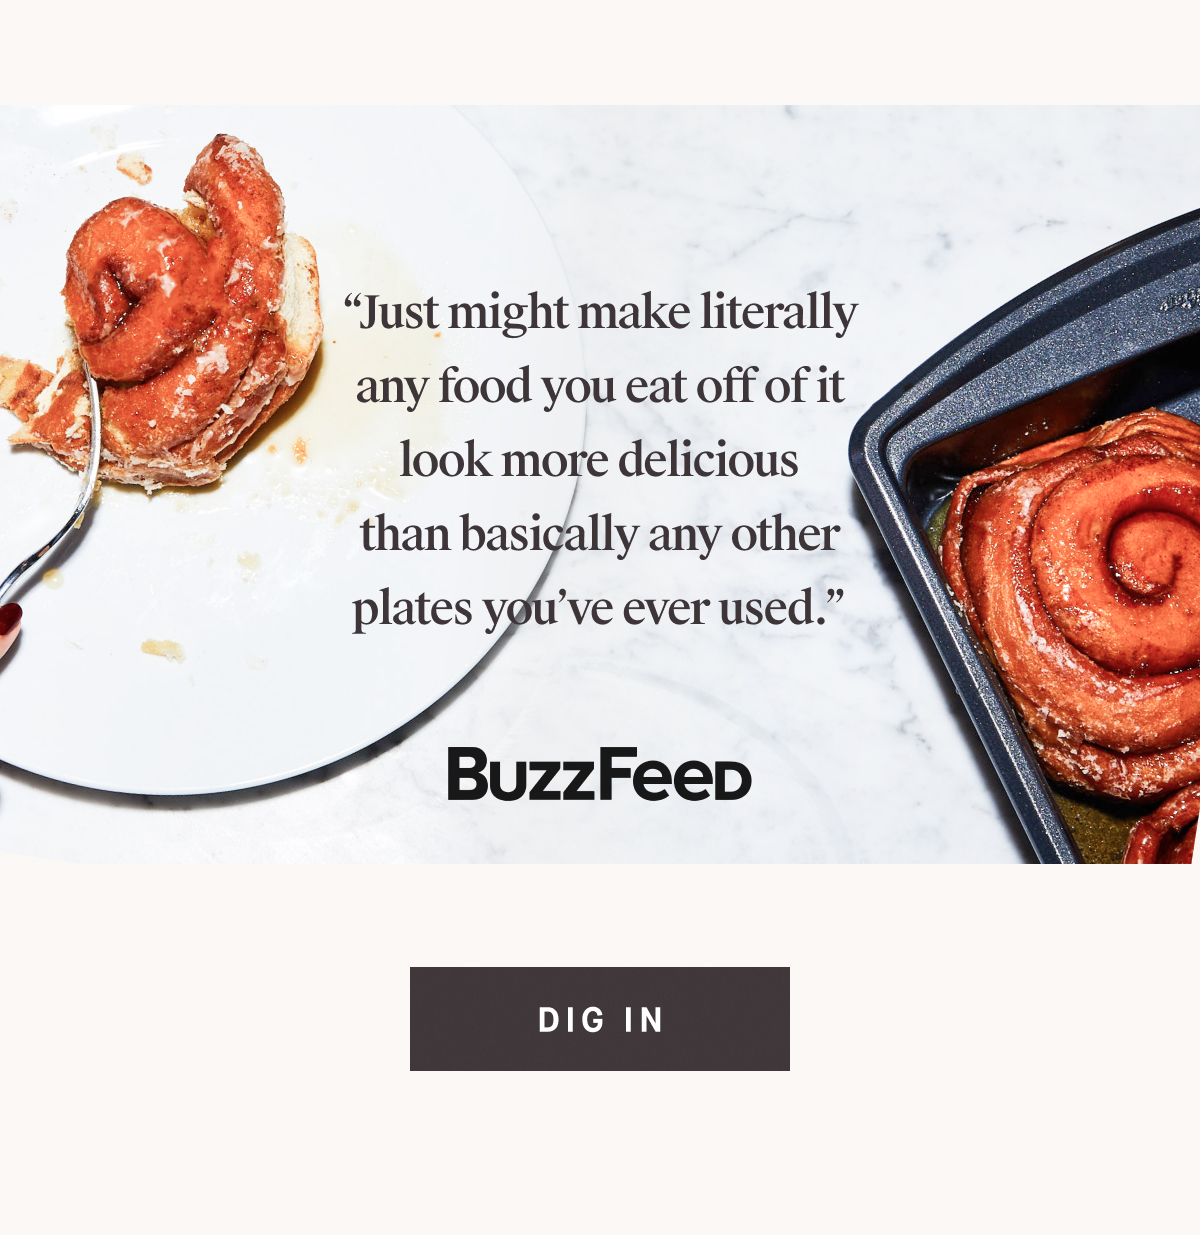 “Just might make literally
any food you eat off of it
look more delicious
than basically any other
plates you’ve ever used.”
BuzzFeed
DIG IN